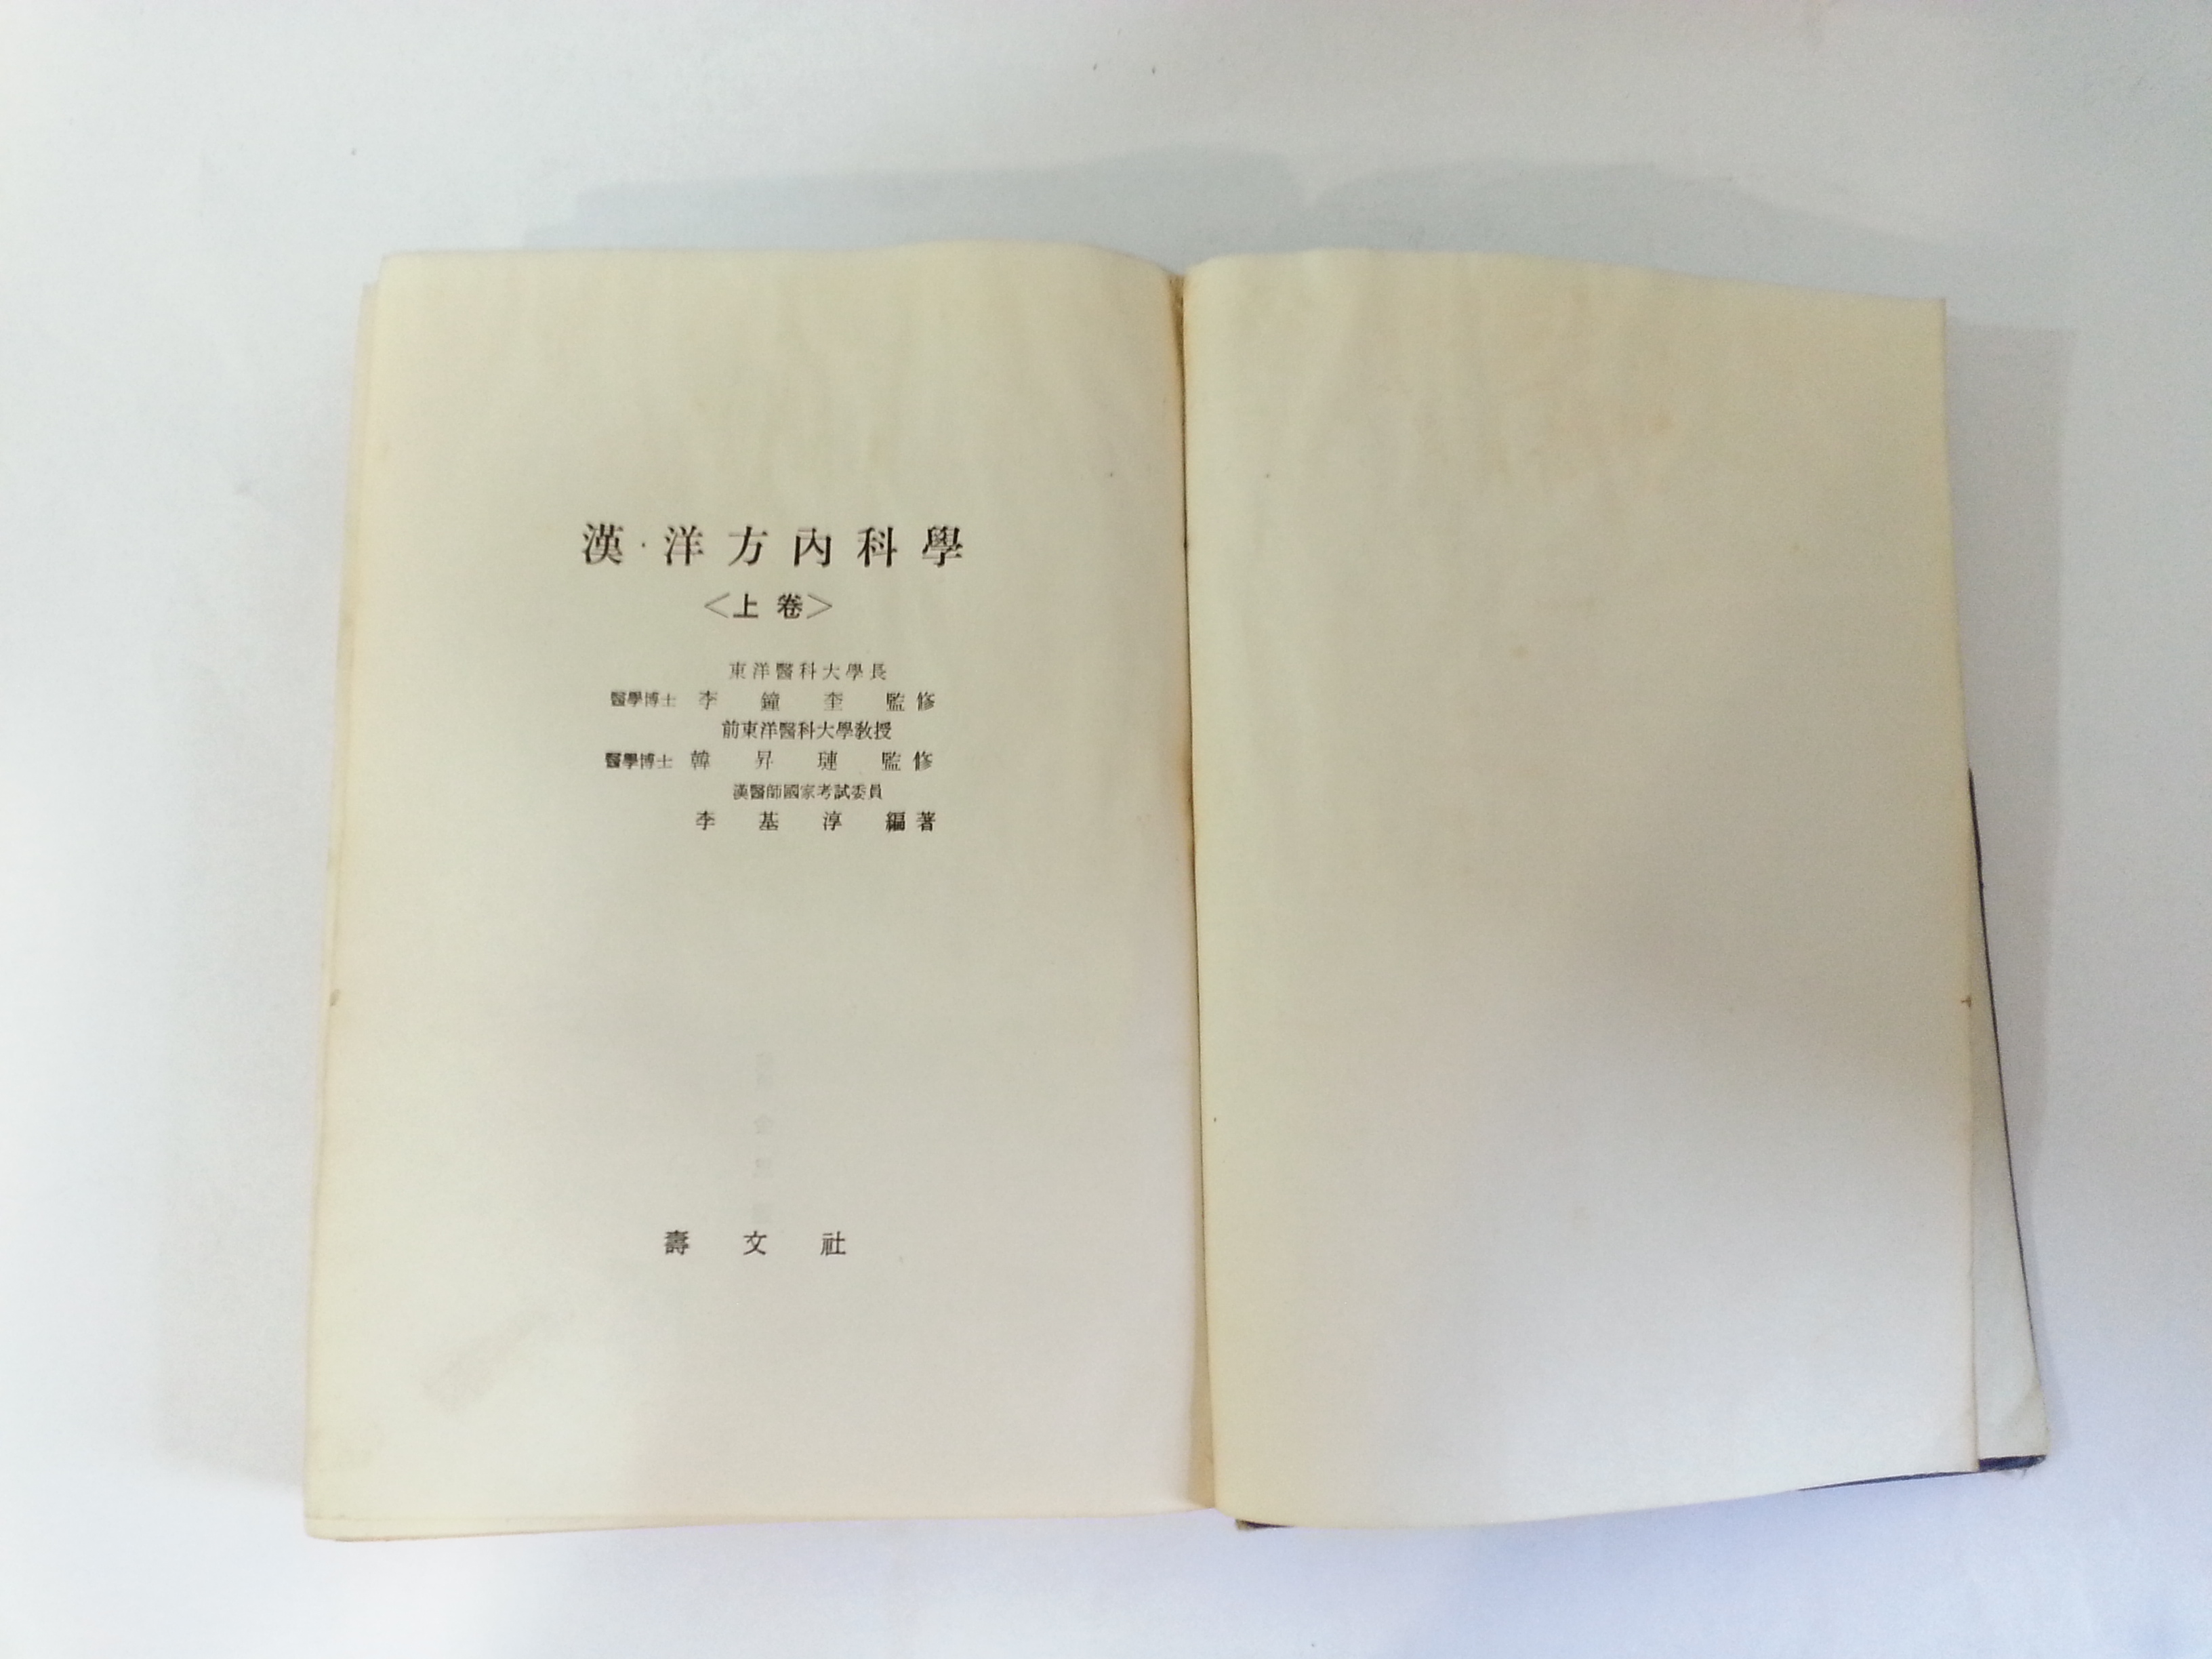 漢·洋方內科學
<上卷>
東洋醫科大學長
醫學博士 李鐘奎 監修
前東洋醫科大學敎授
醫學博士 韓昇璉 監修
漢醫師國家考試委員
李基淳 編著
壽文社